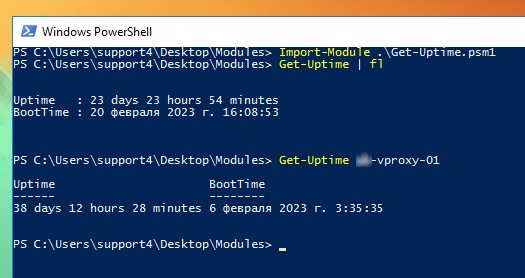 Windows PowerShell
PS C:\Users\support4\Desktop\Modules> Import-Module .\Get-Uptime.psm1
PS C:\Users\support4\Desktop\Modules> Get-Uptime | fl
Uptime   : 23 days 23 hours 54 minutes
BootTime : 20 февраля 2023 г. 16:08:53
PS C:\Users\support4\Desktop\Modules> Get-Uptime -vproxy-01
Uptime                     BootTime
------                     --------
38 days 12 hours 28 minutes 6 февраля 2023 г. 3:35:35
PS C:\Users\support4\Desktop\Modules> _